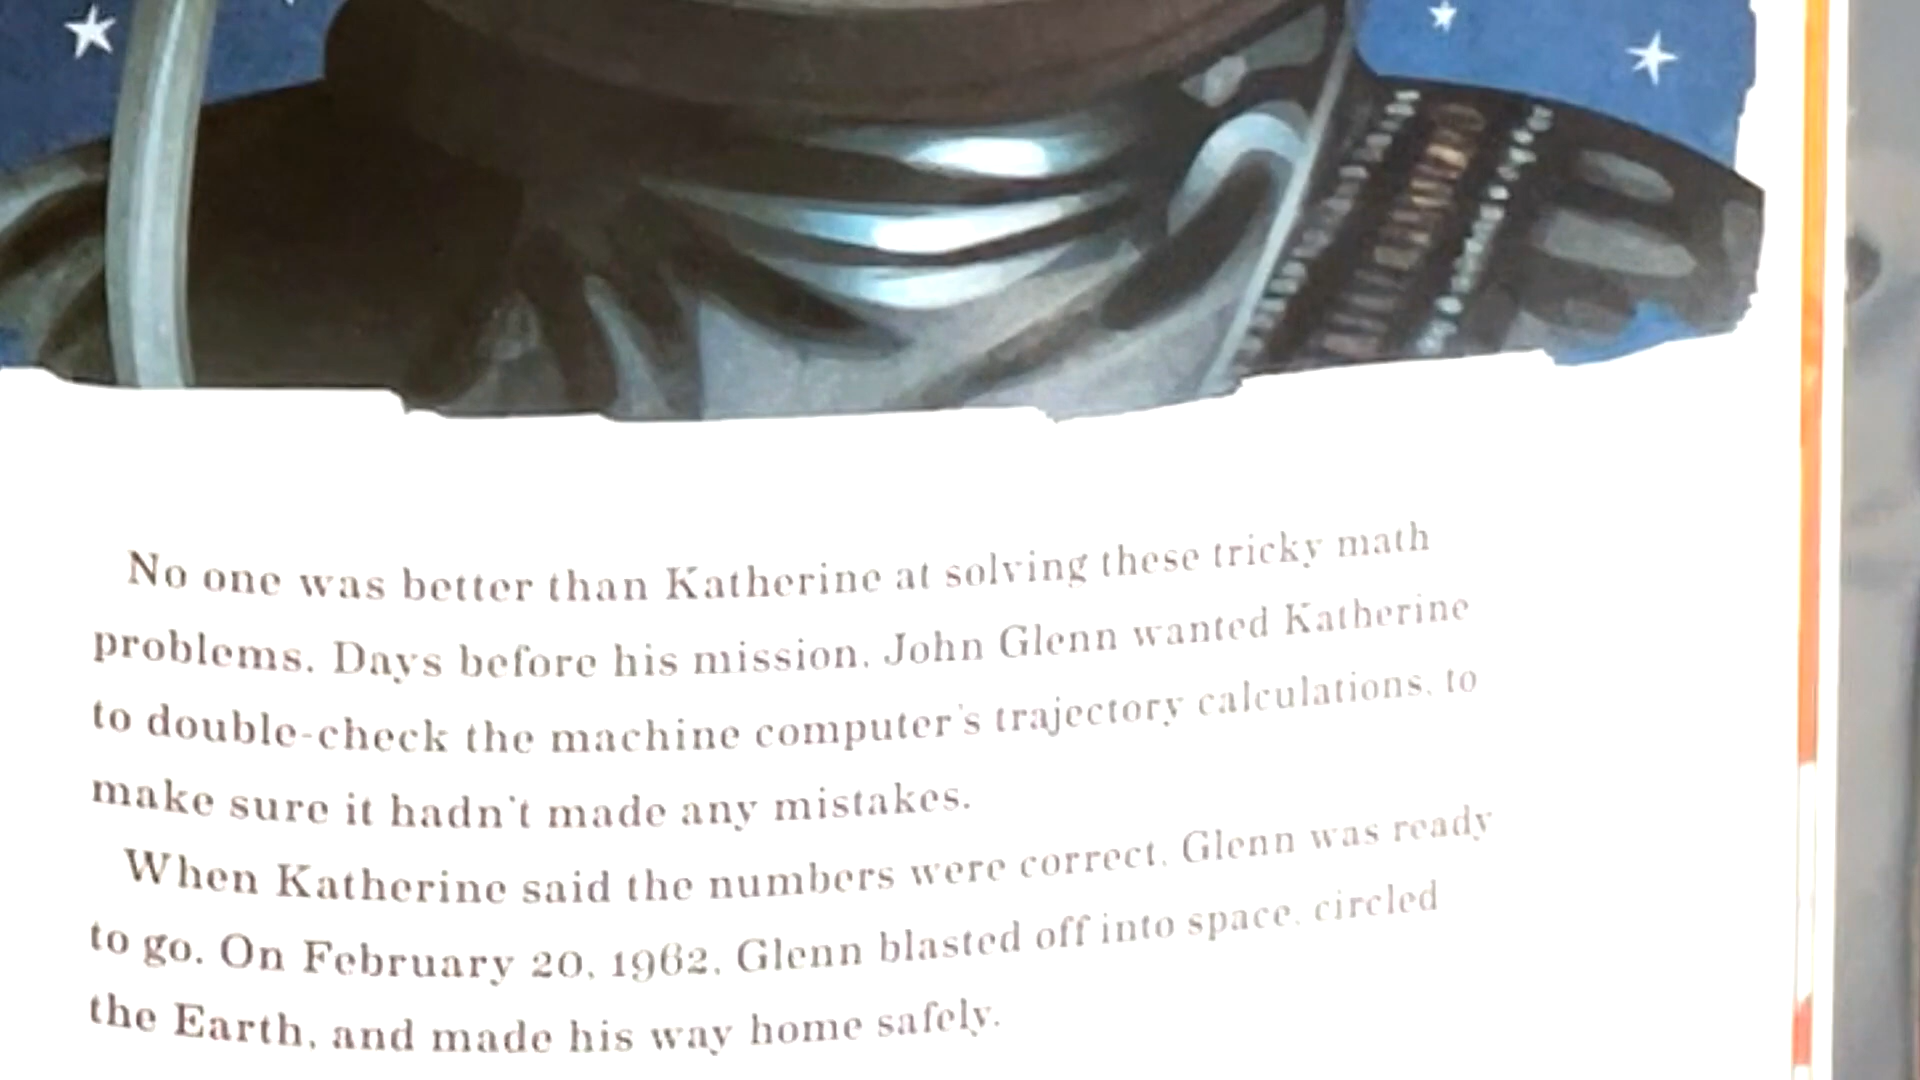 No one was better than Katherine at solving these tricky math
problems. Days before his mission, John Glenn wanted Katherine
to double-check the machine computer's trajectory calculations, to
make sure it hadn't made any mistakes.
When Katherine said the numbers were correct, Glenn was ready
to go. On February 20, 1962, Glenn blasted off into space, circled
the Earth, and made his way home safely.